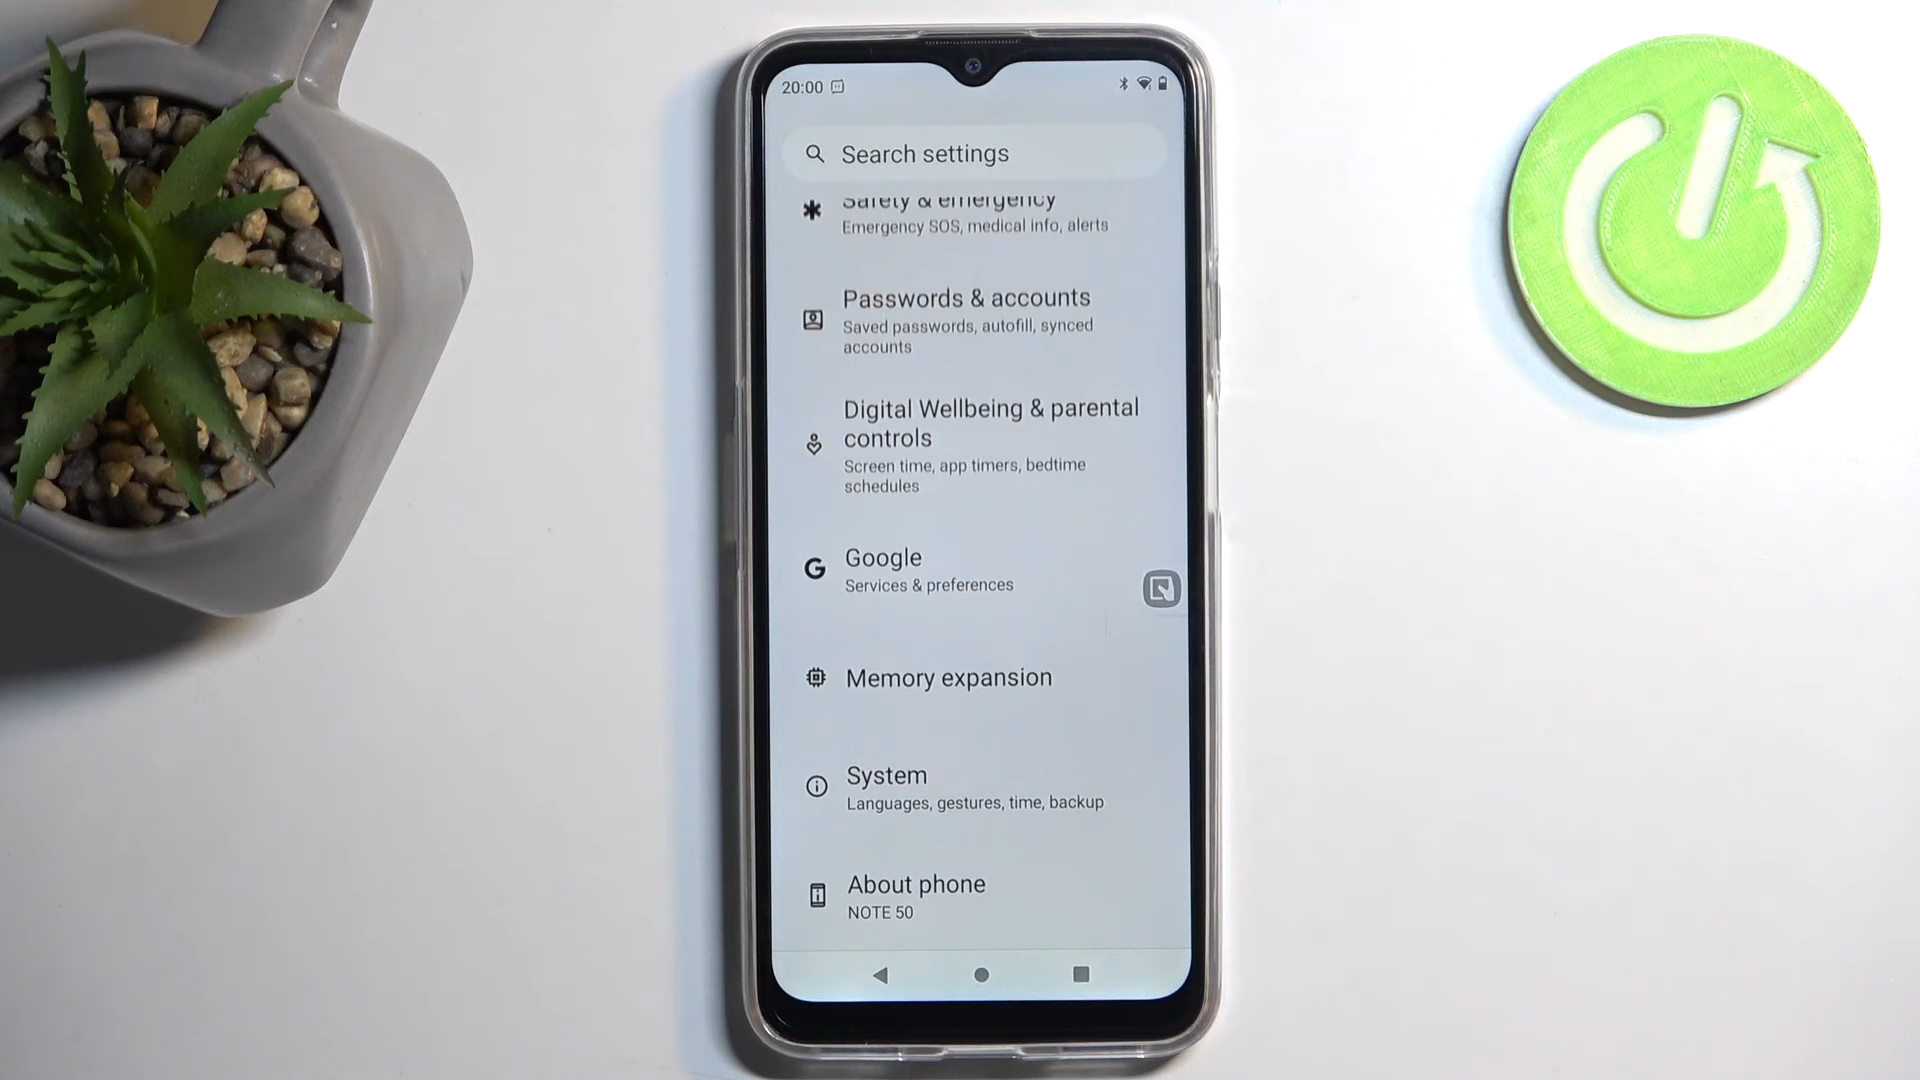 20:00
Search settings
Safety & emergency
Emergency SOS, medical info, alerts
Passwords & accounts
Saved passwords, autofill, synced
accounts
Digital Wellbeing & parental
controls
Screen time, app timers, bedtime
schedules
Google
Services & preferences
Memory expansion
System
Languages, gestures, time, backup
About phone
NOTE 50